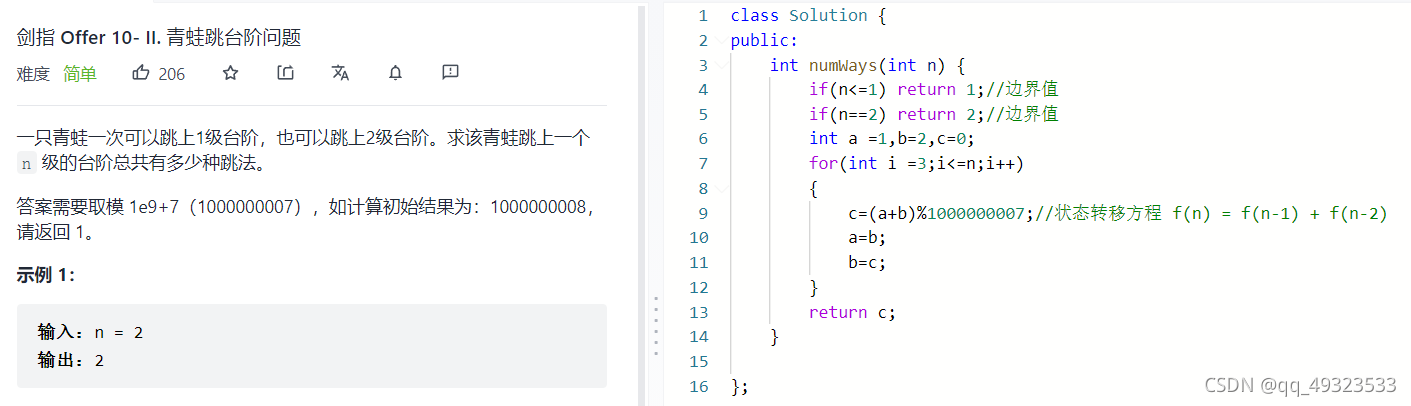 剑指 Offer 10- II. 青蛙跳台阶问题
难度 简单 206
一只青蛙一次可以跳上1级台阶，也可以跳上2级台阶。求该青蛙跳上一个
n 级的台阶总共有多少种跳法。
答案需要取模 1e9+7（1000000007），如计算初始结果为：1000000008，
请返回 1。
示例 1：
输入：n = 2
输出：2
1 class Solution {
2 public:
3     int numWays(int n) {
4         if(n<=1) return 1;//边界值
5         if(n==2) return 2;//边界值
6         int a =1,b=2,c=0;
7         for(int i =3;i<=n;i++)
8         {
9             c=(a+b)%1000000007;//状态转移方程 f(n) = f(n-1) + f(n-2)
10             a=b;
11             b=c;
12         }
13         return c;
14     }
15
16 };
CSDN @qq_49323533